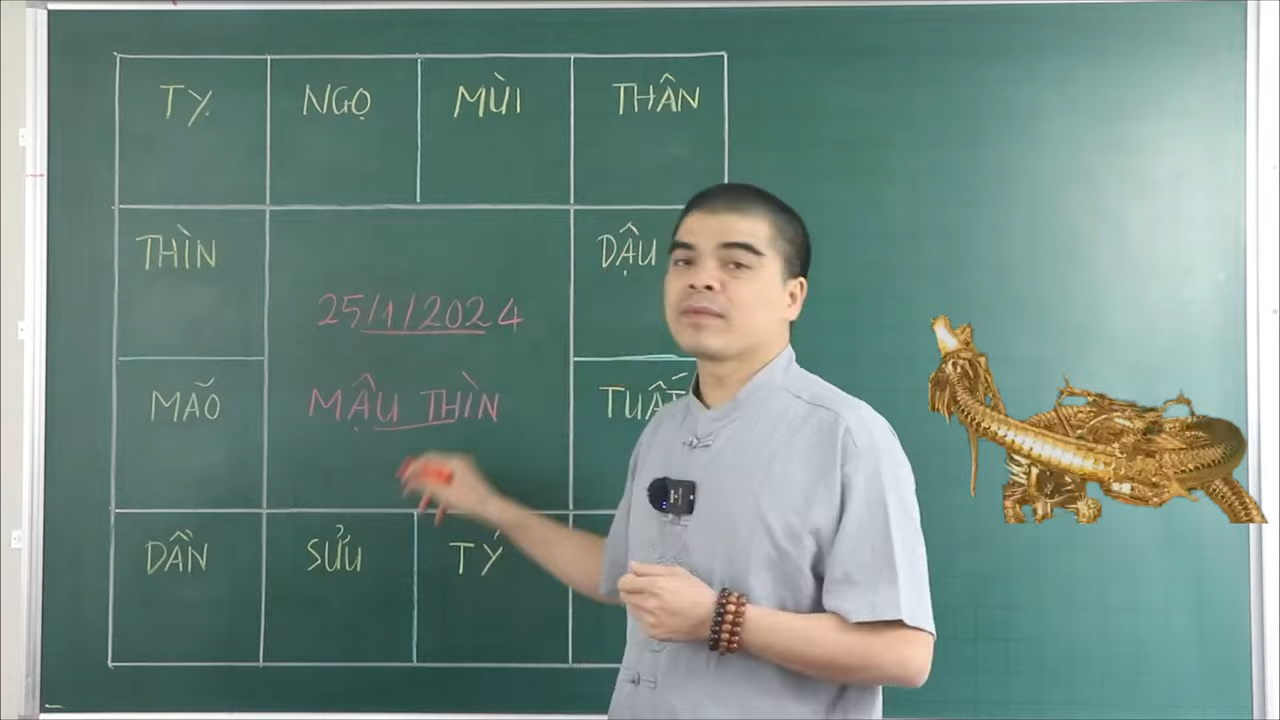 TỴ NGỌ MÙI THÂN
THÌN DẬU
25/1/2024
MÃO MẬU THÌN TUẤT
DẦN SỬU TÝ